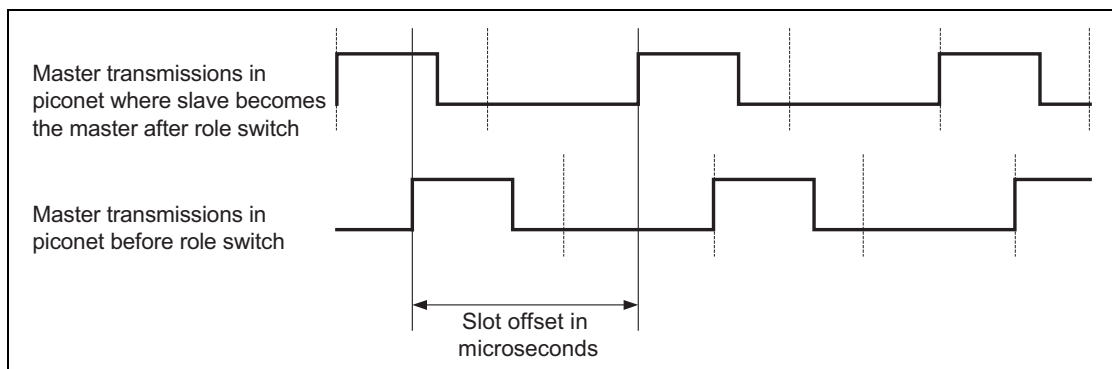 Master transmissions in
piconet where slave becomes
the master after role switch
Master transmissions in
piconet before role switch
Slot offset in
microseconds